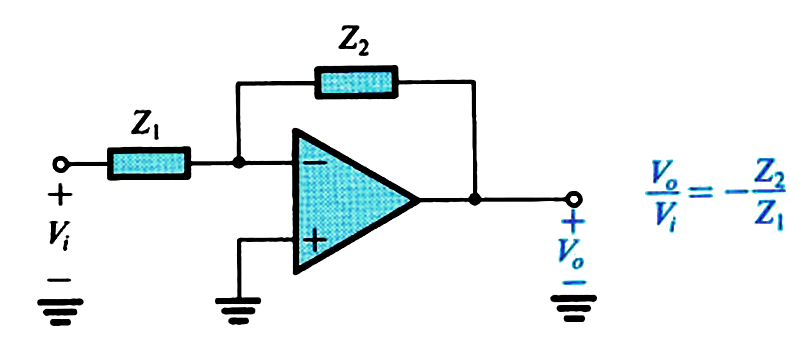 Z₂
Z₁
−
+
+
Vᵢ
−
+
Vₒ
−
Vₒ/Vᵢ = −Z₂/Z₁